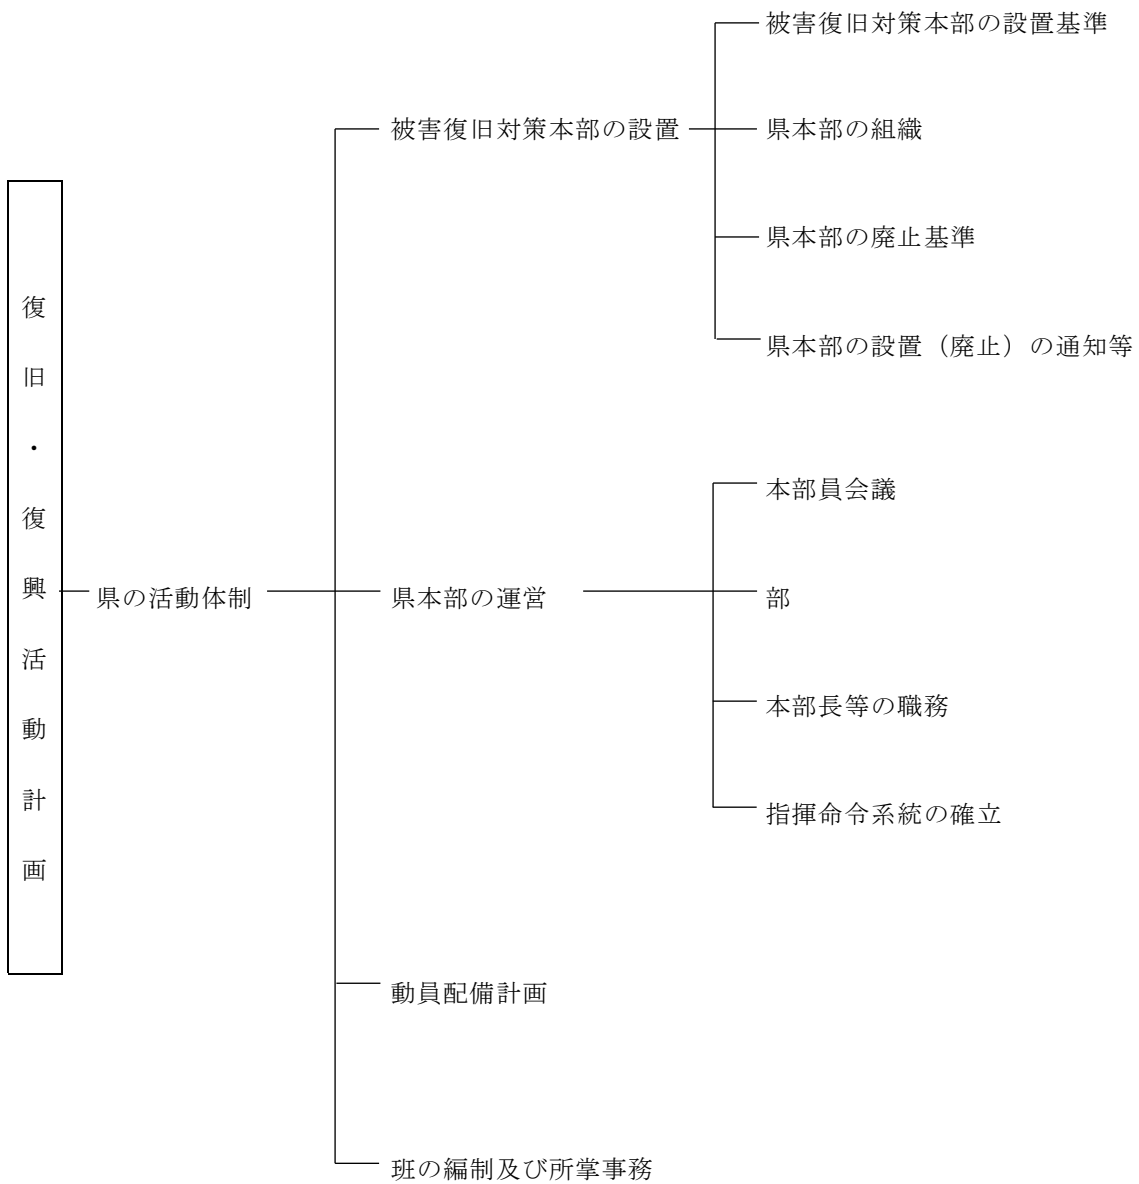 復旧・復興活動計画
県の活動体制
被害復旧対策本部の設置
被害復旧対策本部の設置基準
県本部の組織
県本部の廃止基準
県本部の設置（廃止）の通知等
県本部の運営
本部員会議
部
本部長等の職務
指揮命令系統の確立
動員配備計画
班の編制及び所掌事務